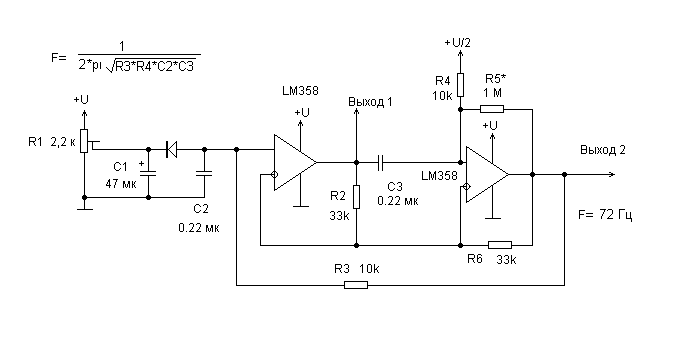 1
F=
2*pı √R3*R4*C2*C3
+U/2
R4
10k
R5*
1 M
LM358
Выход 1
+U
+U
+U
R1 2,2 к
Выход 2
C1
+
47 мк
LM358
C3
0.22 мк
R2
33k
C2
0.22 мк
F= 72 Гц
R6 33k
R3 10k